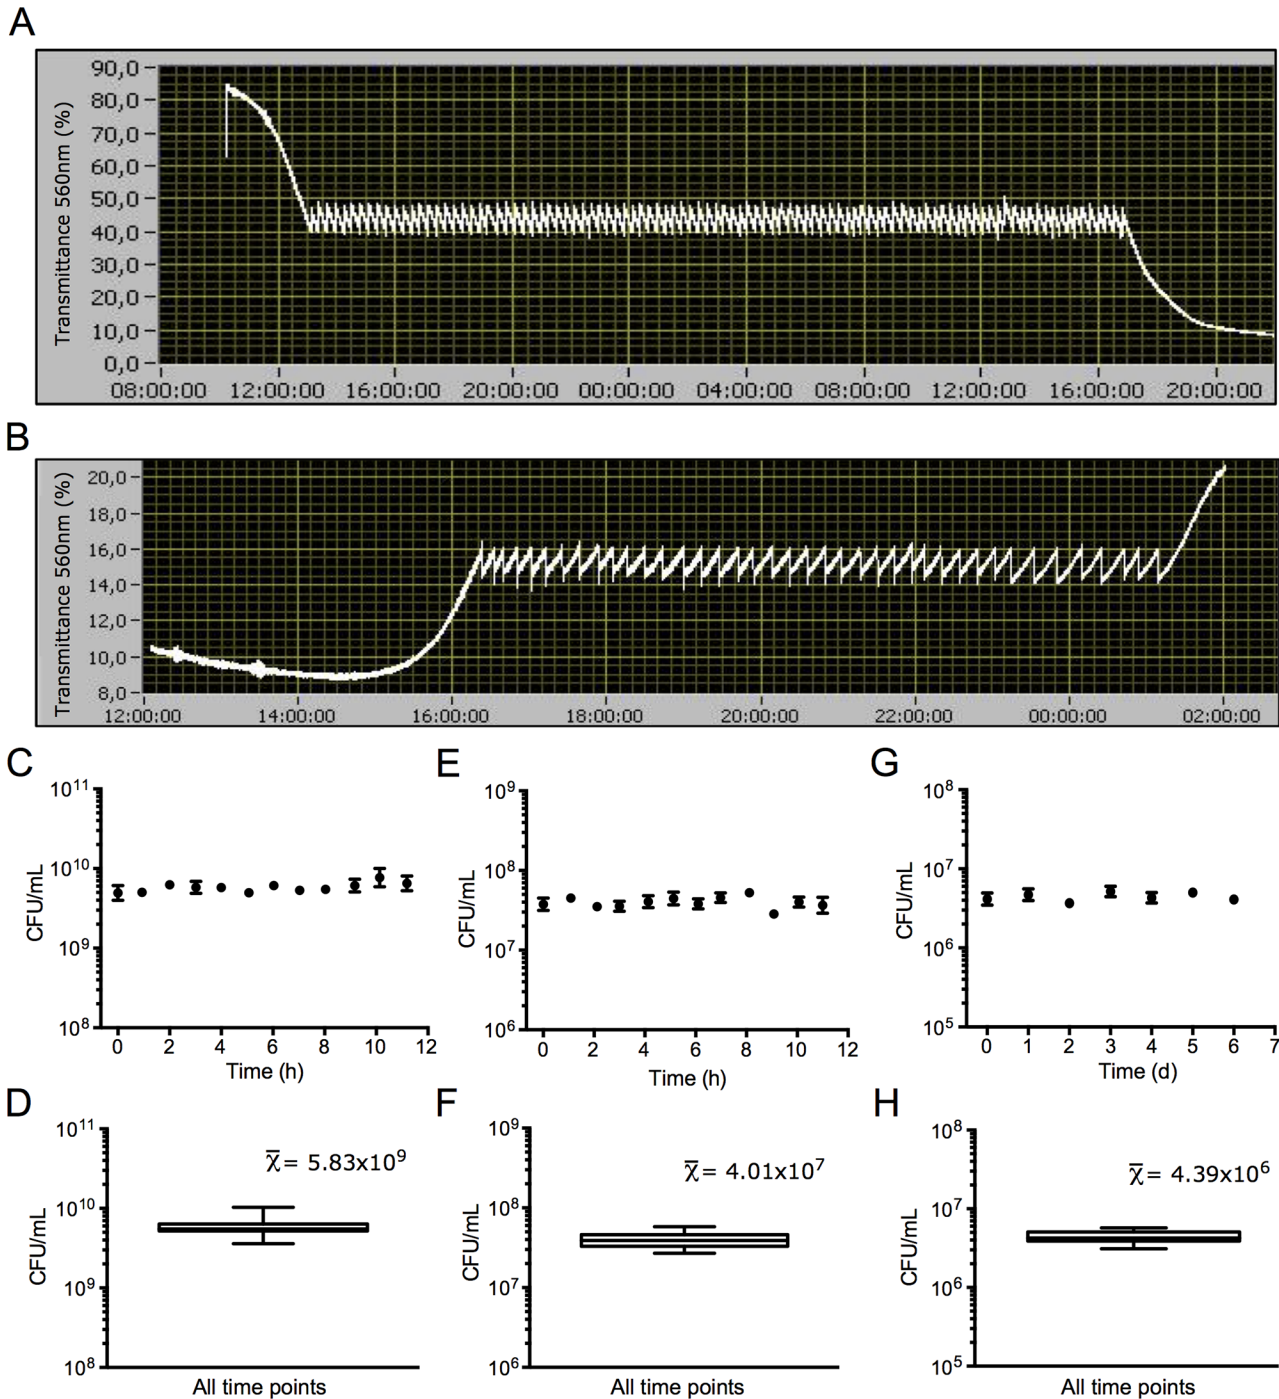 A
Transmittance 560nm (%)
90,0
80,0
70,0
60,0
50,0
40,0
30,0
20,0
10,0
0,0
08:00:00 12:00:00 16:00:00 20:00:00 00:00:00 04:00:00 08:00:00 12:00:00 16:00:00 20:00:00
B
Transmittance 560nm (%)
20,0
18,0
16,0
14,0
12,0
10,0
8,0
12:00:00 14:00:00 16:00:00 18:00:00 20:00:00 22:00:00 00:00:00 02:00:00
C
CFU/mL
10¹¹
10¹⁰
10⁹
10⁸
0 2 4 6 8 10 12
Time (h)
E
CFU/mL
10⁹
10⁸
10⁷
10⁶
0 2 4 6 8 10 12
Time (h)
G
CFU/mL
10⁸
10⁷
10⁶
10⁵
0 1 2 3 4 5 6 7
Time (d)
D
CFU/mL
10¹¹
10¹⁰
10⁹
10⁸
χ̅= 5.83x10⁹
All time points
F
CFU/mL
10⁹
10⁸
10⁷
10⁶
χ̅= 4.01x10⁷
All time points
H
CFU/mL
10⁸
10⁷
10⁶
10⁵
χ̅= 4.39x10⁶
All time points